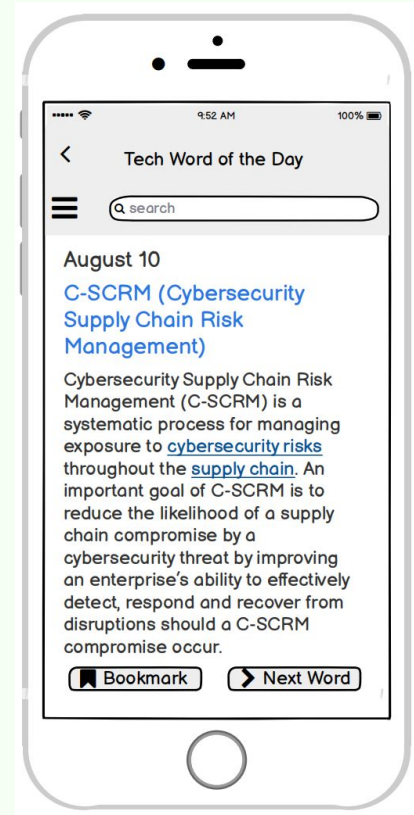 9:52 AM
100%
Tech Word of the Day
search
August 10
C-SCRM (Cybersecurity
Supply Chain Risk
Management)
Cybersecurity Supply Chain Risk
Management (C-SCRM) is a
systematic process for managing
exposure to cybersecurity risks
throughout the supply chain. An
important goal of C-SCRM is to
reduce the likelihood of a supply
chain compromise by a
cybersecurity threat by improving
an enterprise's ability to effectively
detect, respond and recover from
disruptions should a C-SCRM
compromise occur.
Bookmark
Next Word